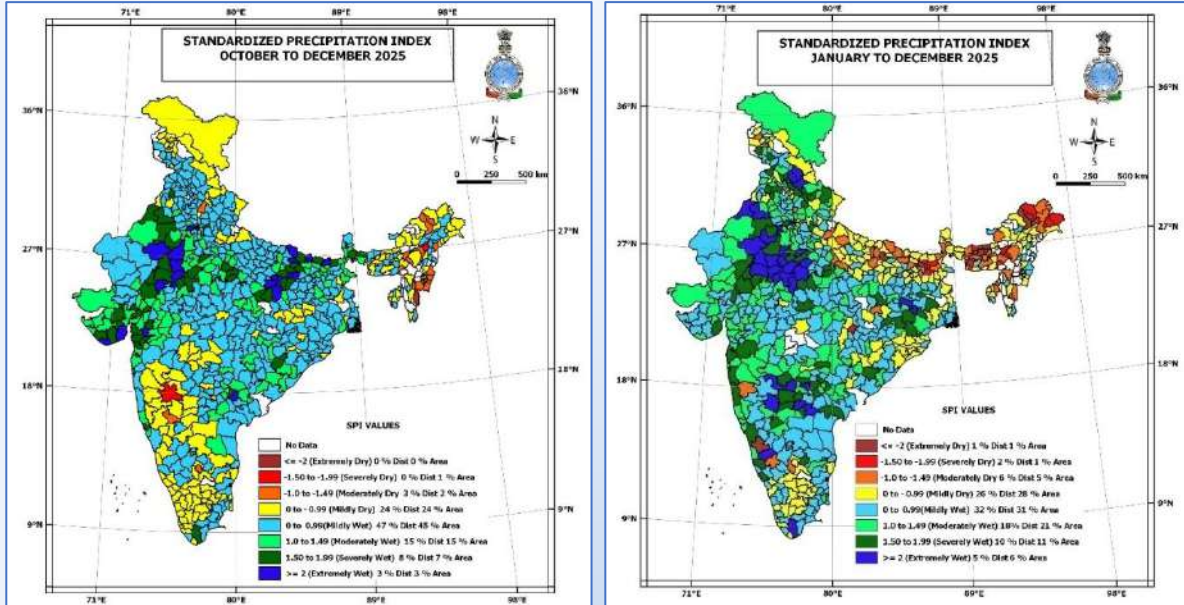 71°E 80°E 89°E 98°E
STANDARDIZED PRECIPITATION INDEX
OCTOBER TO DECEMBER 2025
36°N 36°N
N
W E
S
0 250 500 km
27°N 27°N
18°N 18°N
9°N 9°N
SPI VALUES
No Data
<= -2 (Extremely Dry) 0 % Dist 0 % Area
-1.50 to -1.99 (Severely Dry) 0 % Dist 1 % Area
-1.0 to -1.49 (Moderately Dry 3 % Dist 2 % Area
0 to -0.99 (Mildly Dry) 24 % Dist 24 % Area
0 to 0.99(Mildly Wet) 47 % Dist 48 % Area
1.0 to 1.49 (Moderately Wet) 15 % Dist 15 % Area
1.50 to 1.99 (Severely Wet) 8 % Dist 7 % Area
>= 2 (Extremely Wet) 3 % Dist 3 % Area
71°E 80°E 89°E 98°E
71°E 80°E 89°E 98°E
STANDARDIZED PRECIPITATION INDEX
JANUARY TO DECEMBER 2025
36°N 36°N
N
W E
S
0 250 500 km
27°N 27°N
18°N 18°N
9°N 9°N
SPI VALUES
No Data
<= -2 (Extremely Dry) 1 % Dist 1 % Area
-1.50 to -1.99 (Severely Dry) 2 % Dist 1 % Area
-1.0 to -1.49 (Moderately Dry 6 % Dist 5 % Area
0 to -0.99 (Mildly Dry) 26 % Dist 28 % Area
0 to 0.99(Mildly Wet) 32 % Dist 31 % Area
1.0 to 1.49 (Moderately Wet) 18% Dist 21 % Area
1.50 to 1.99 (Severely Wet) 10 % Dist 11 % Area
>= 2 (Extremely Wet) 5 % Dist 6 % Area
71°E 80°E 89°E 98°E